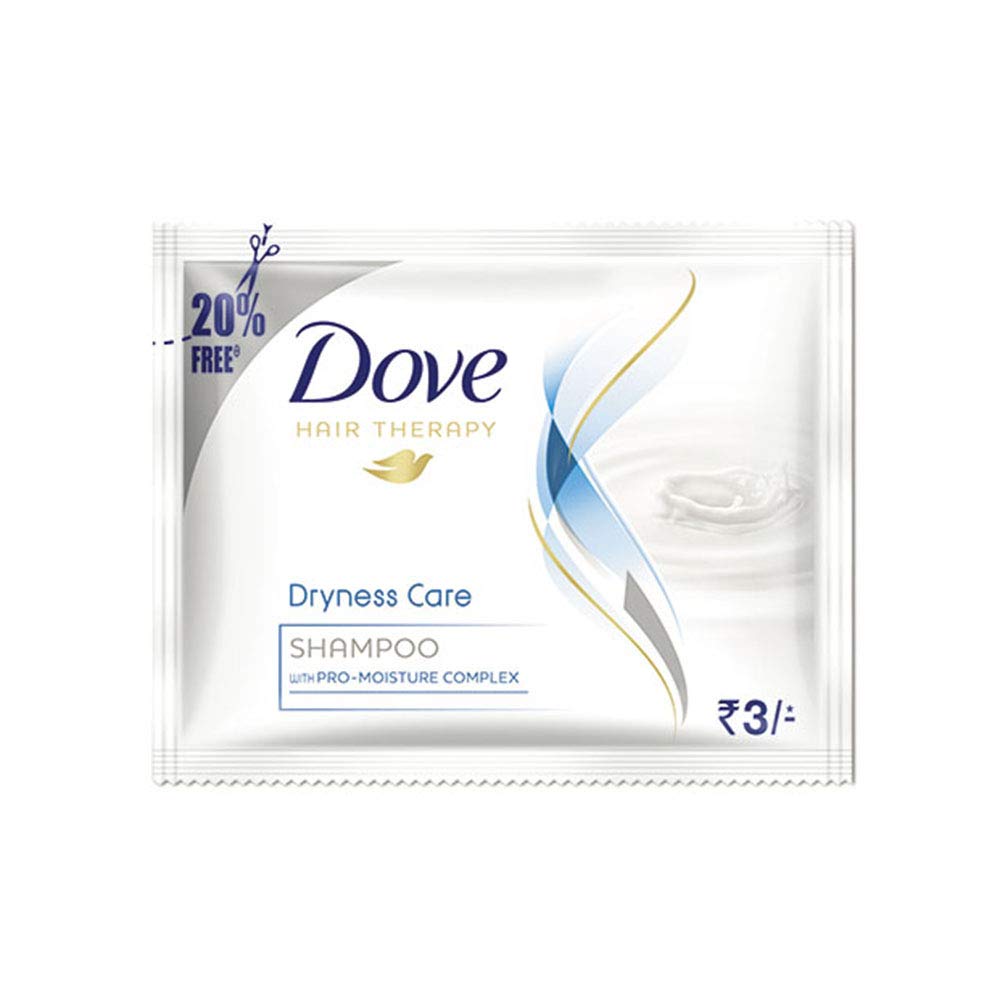 20%
FREE@
Dove
HAIR THERAPY
Dryness Care
SHAMPOO
WITH PRO-MOISTURE COMPLEX
₹3/-*